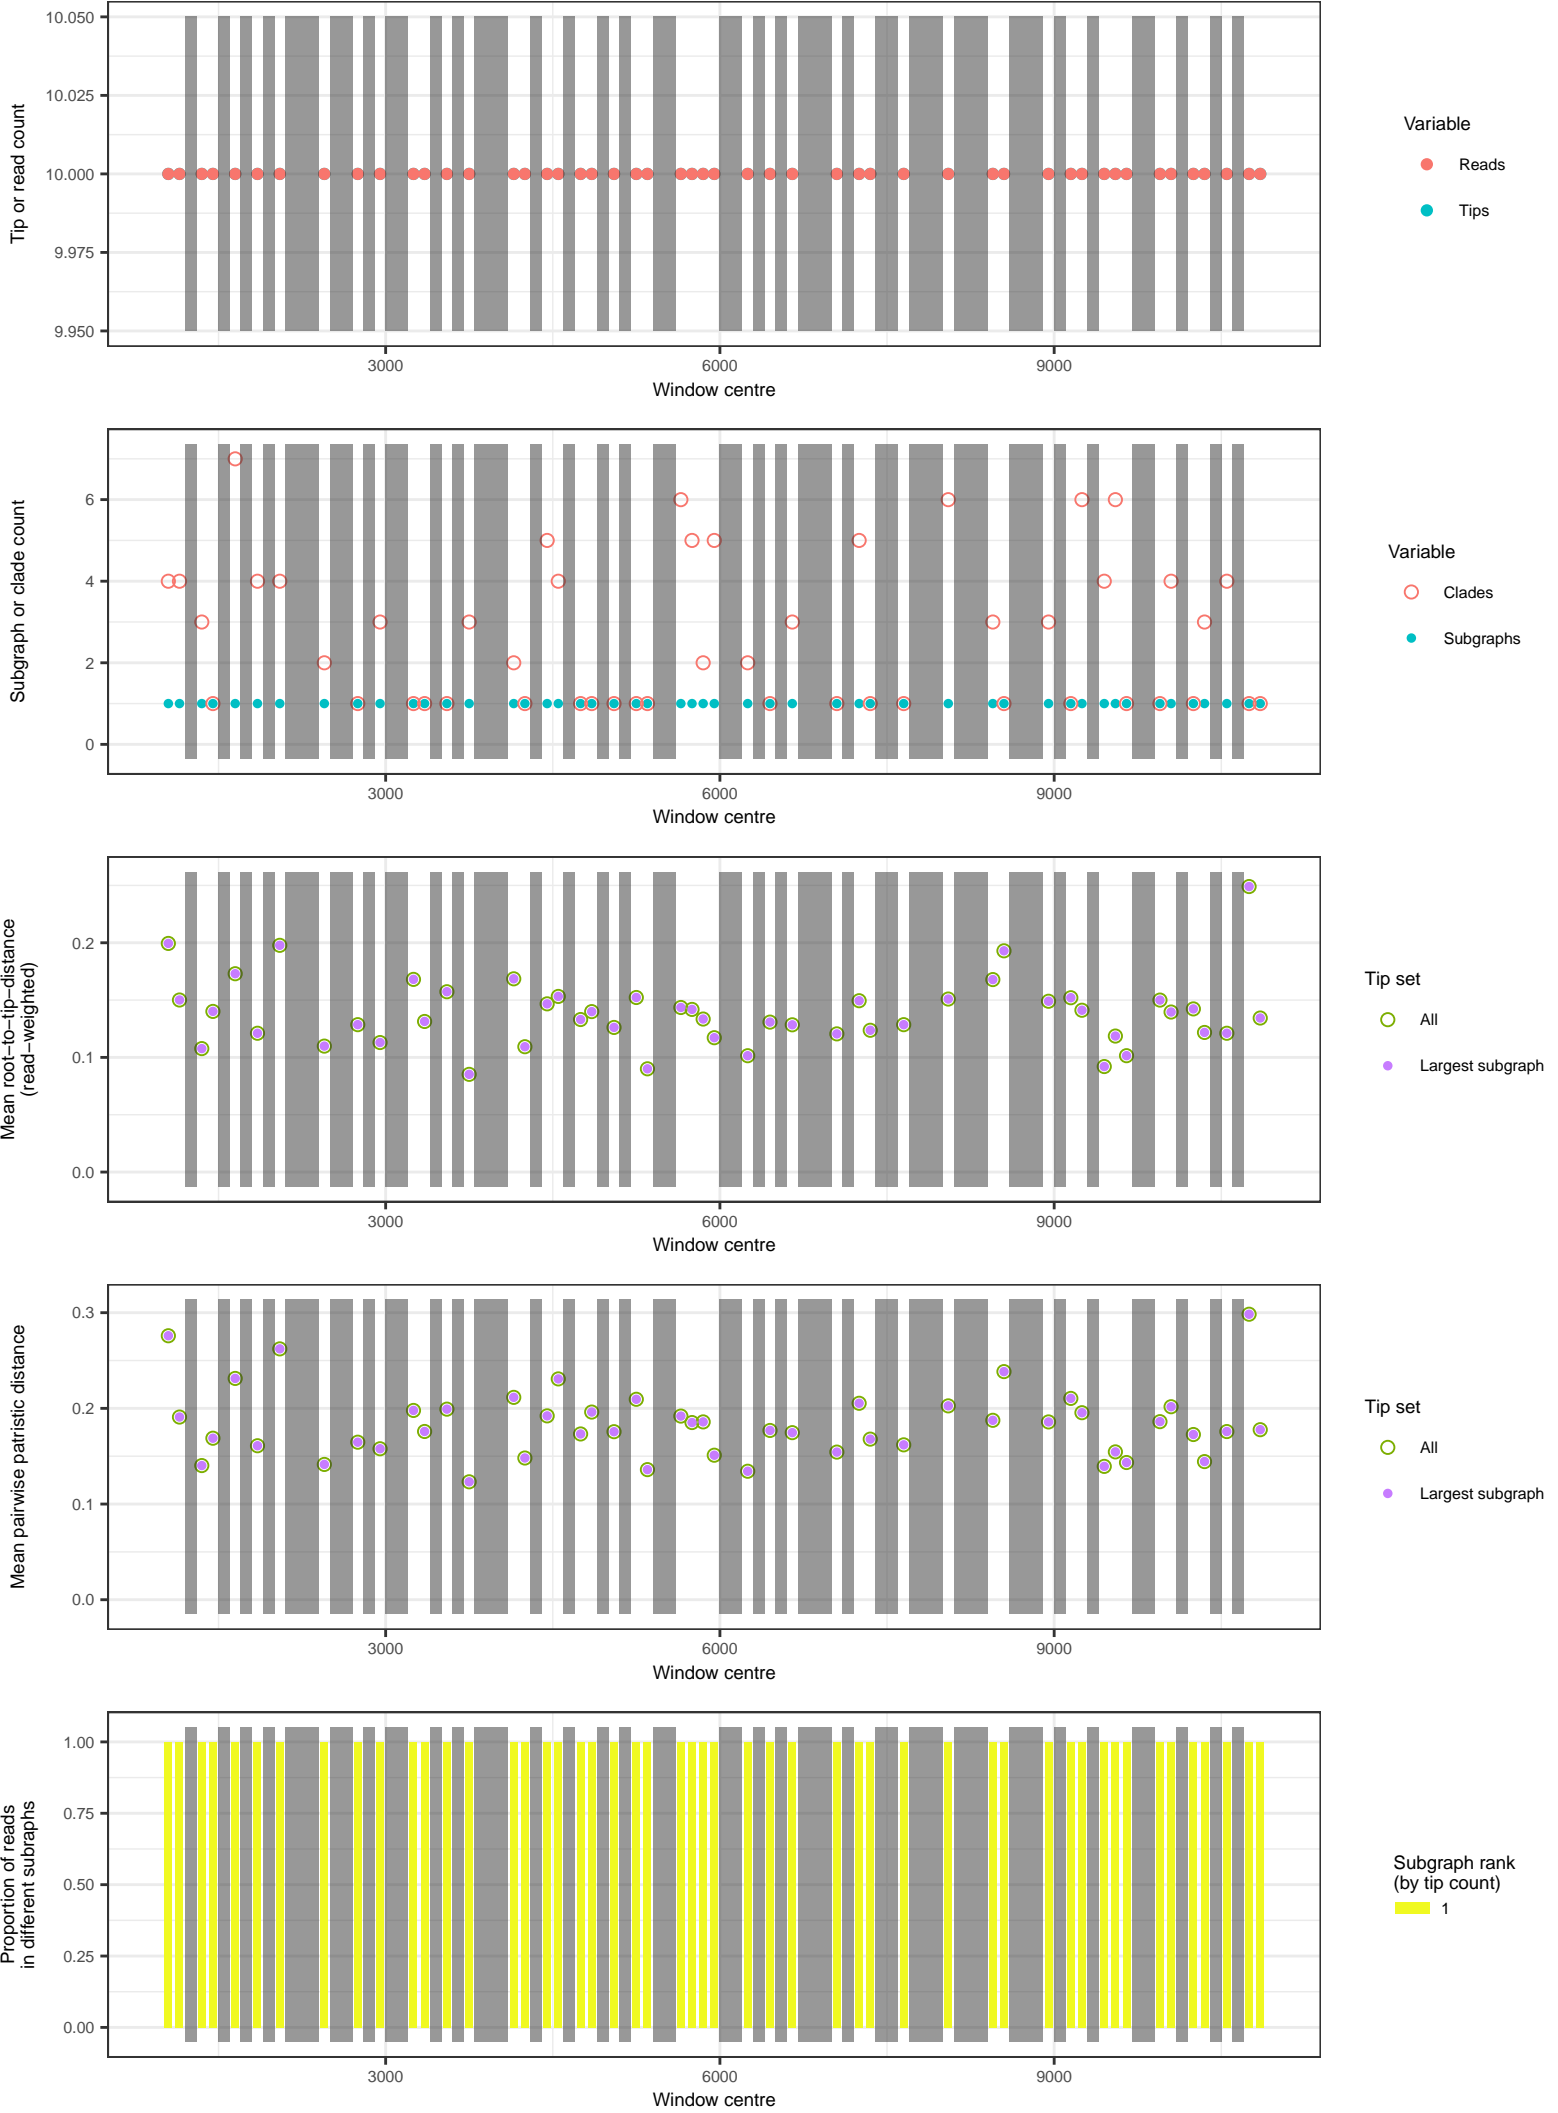 10.050
10.025
10.000
9.975
9.950
Tip or read count
3000
6000
9000
Window centre
Variable
Reads
Tips
6
4
2
0
Subgraph or clade count
3000
6000
9000
Window centre
Variable
Clades
Subgraphs
0.2
0.1
0.0
Mean root−to−tip−distance
(read−weighted)
3000
6000
9000
Window centre
Tip set
All
Largest subgraph
0.3
0.2
0.1
0.0
Mean pairwise patristic distance
3000
6000
9000
Window centre
Tip set
All
Largest subgraph
1.00
0.75
0.50
0.25
0.00
Proportion of reads
in different subraphs
3000
6000
9000
Window centre
Subgraph rank
(by tip count)
1